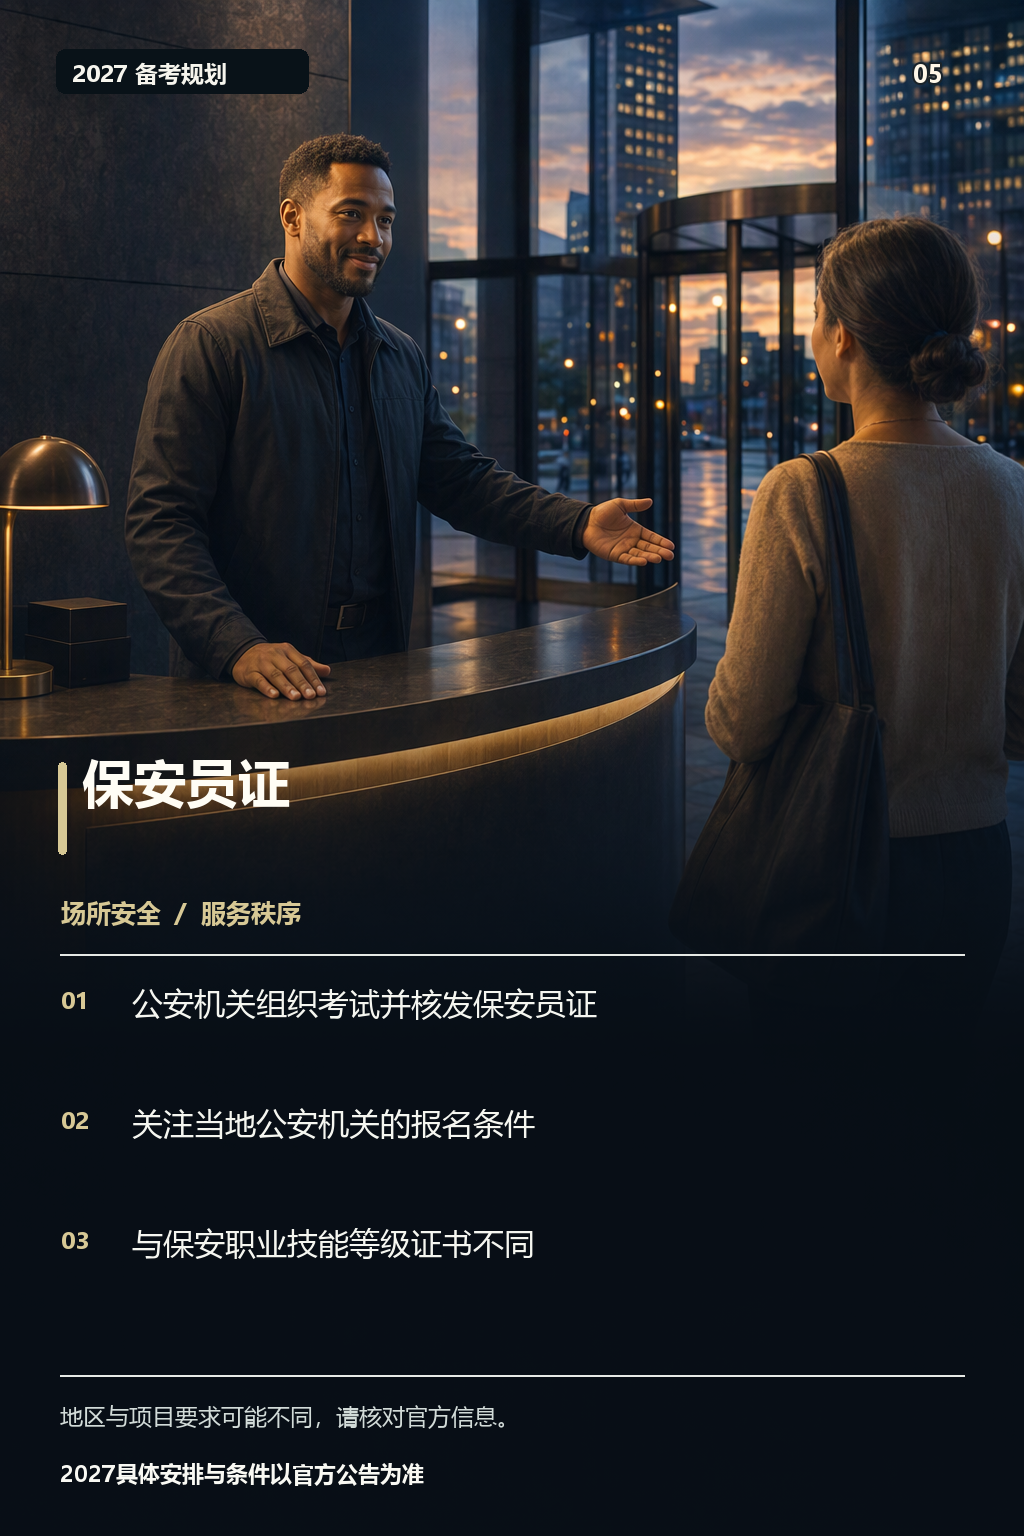 2027 备考规划
05
保安员证
场所安全 / 服务秩序
01 公安机关组织考试并核发保安员证
02 关注当地公安机关的报名条件
03 与保安职业技能等级证书不同
地区与项目要求可能不同，请核对官方信息。
2027具体安排与条件以官方公告为准